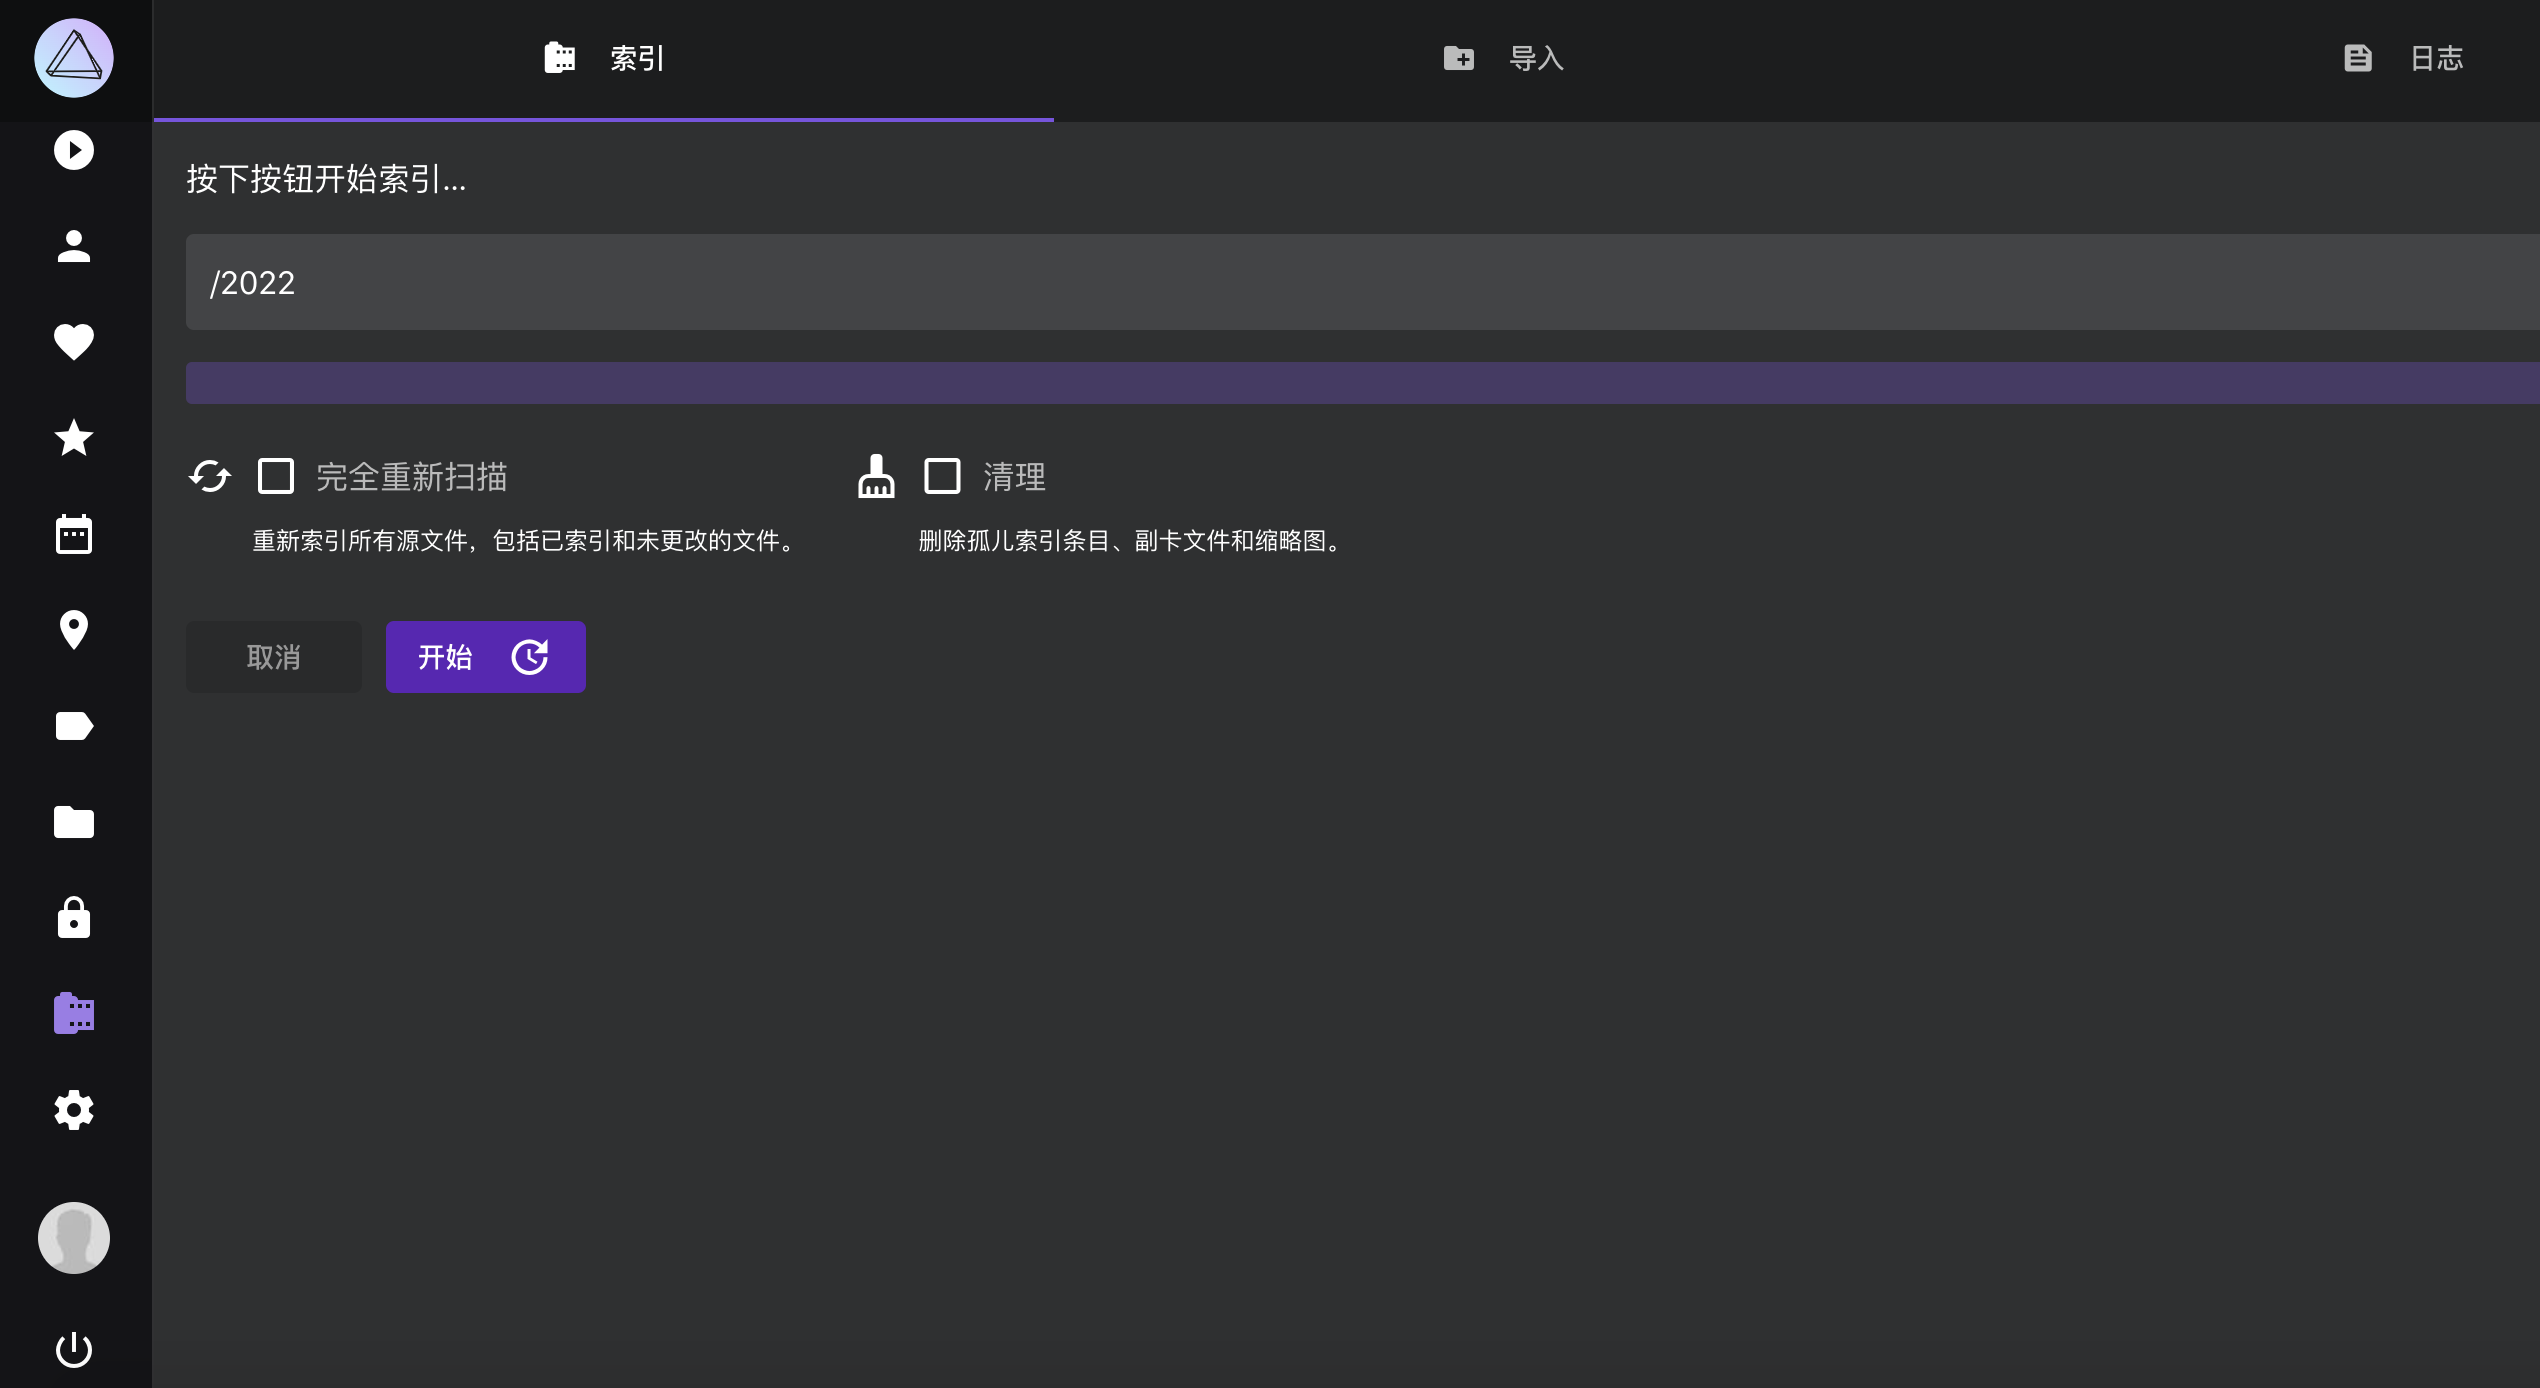 索引
导入
日志
按下按钮开始索引...
/2022
完全重新扫描
清理
重新索引所有源文件，包括已索引和未更改的文件。
删除孤儿索引条目、副卡文件和缩略图。
取消
开始